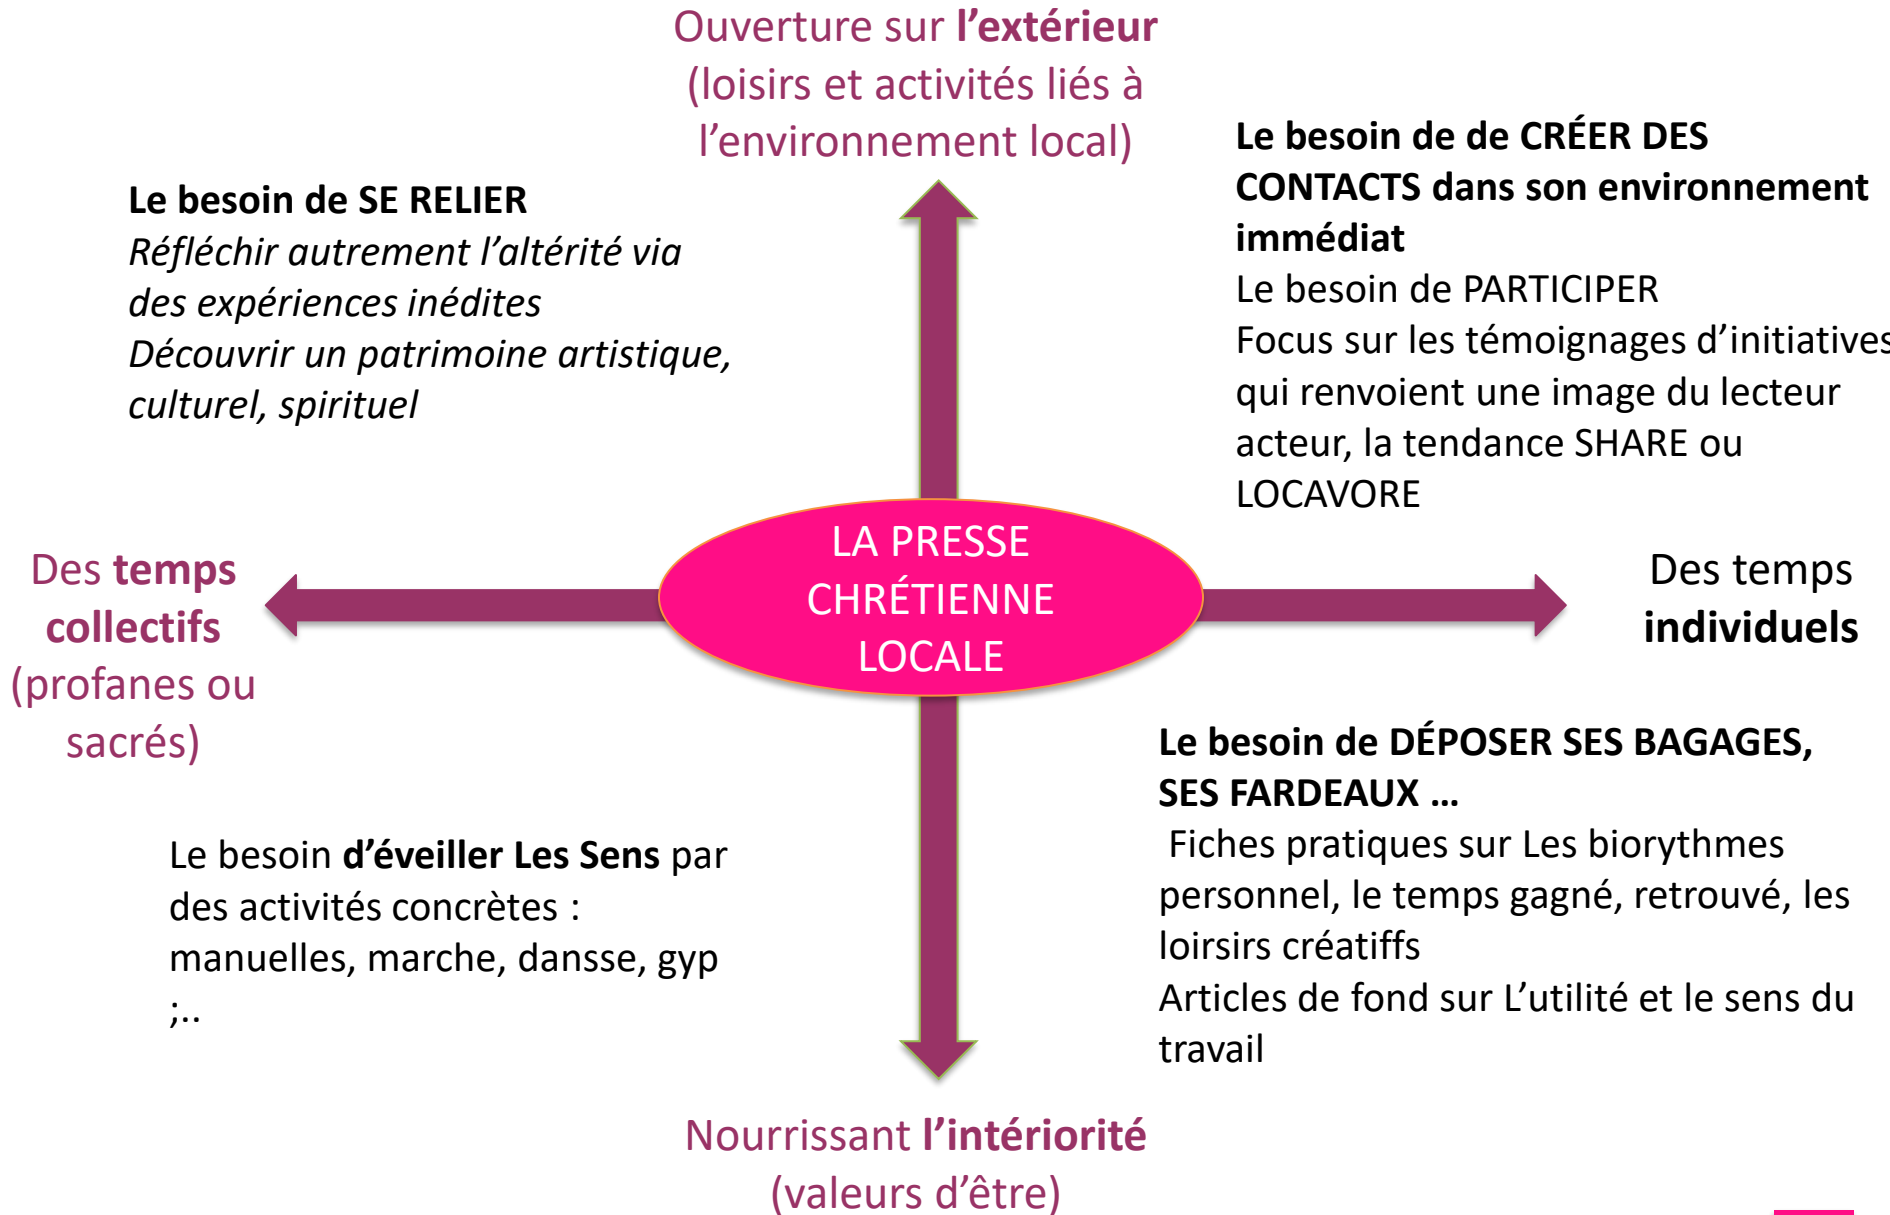 Ouverture sur l’extérieur
(loisirs et activités liés à
l’environnement local)
Le besoin de SE RELIER
Réfléchir autrement l’altérité via
des expériences inédites
Découvrir un patrimoine artistique,
culturel, spirituel
Le besoin de de CRÉER DES
CONTACTS dans son environnement
immédiat
Le besoin de PARTICIPER
Focus sur les témoignages d’initiatives
qui renvoient une image du lecteur
acteur, la tendance SHARE ou
LOCAVORE
Des temps
collectifs
(profanes ou
sacrés)
LA PRESSE
CHRÉTIENNE
LOCALE
Des temps
individuels
Le besoin d’éveiller Les Sens par
des activités concrètes :
manuelles, marche, dansse, gyp
;..
Le besoin de DÉPOSER SES BAGAGES,
SES FARDEAUX …
Fiches pratiques sur Les biorythmes
personnel, le temps gagné, retrouvé, les
loirsirs créatiffs
Articles de fond sur L’utilité et le sens du
travail
Nourrissant l’intériorité
(valeurs d’être)